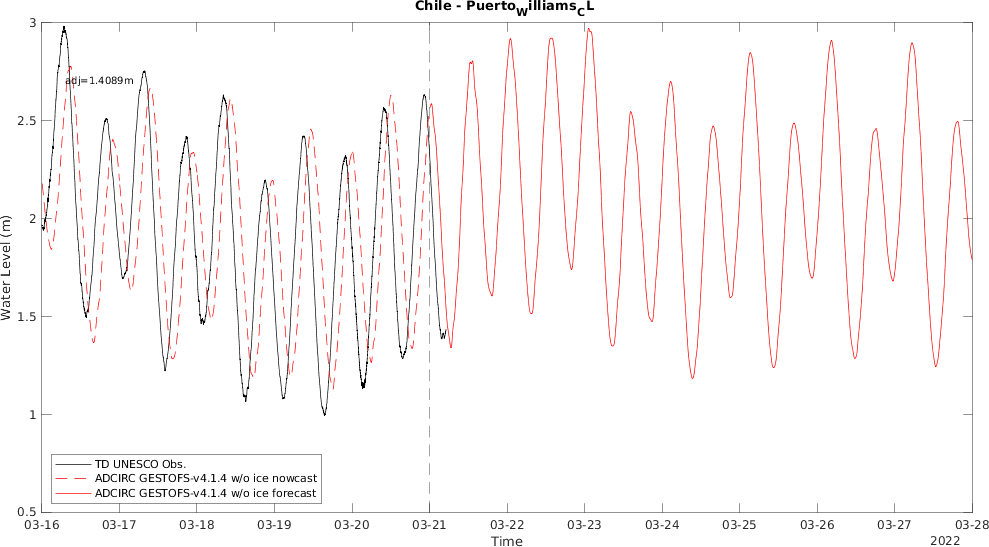 Chile - PuertoWilliamsCL
3
adj=1.4089m
2.5
2
Water Level (m)
1.5
1
TD UNESCO Obs.
ADCIRC GESTOFS-v4.1.4 w/o ice nowcast
ADCIRC GESTOFS-v4.1.4 w/o ice forecast
0.5
03-16 03-17 03-18 03-19 03-20 03-21 03-22 03-23 03-24 03-25 03-26 03-27 03-28
Time
2022